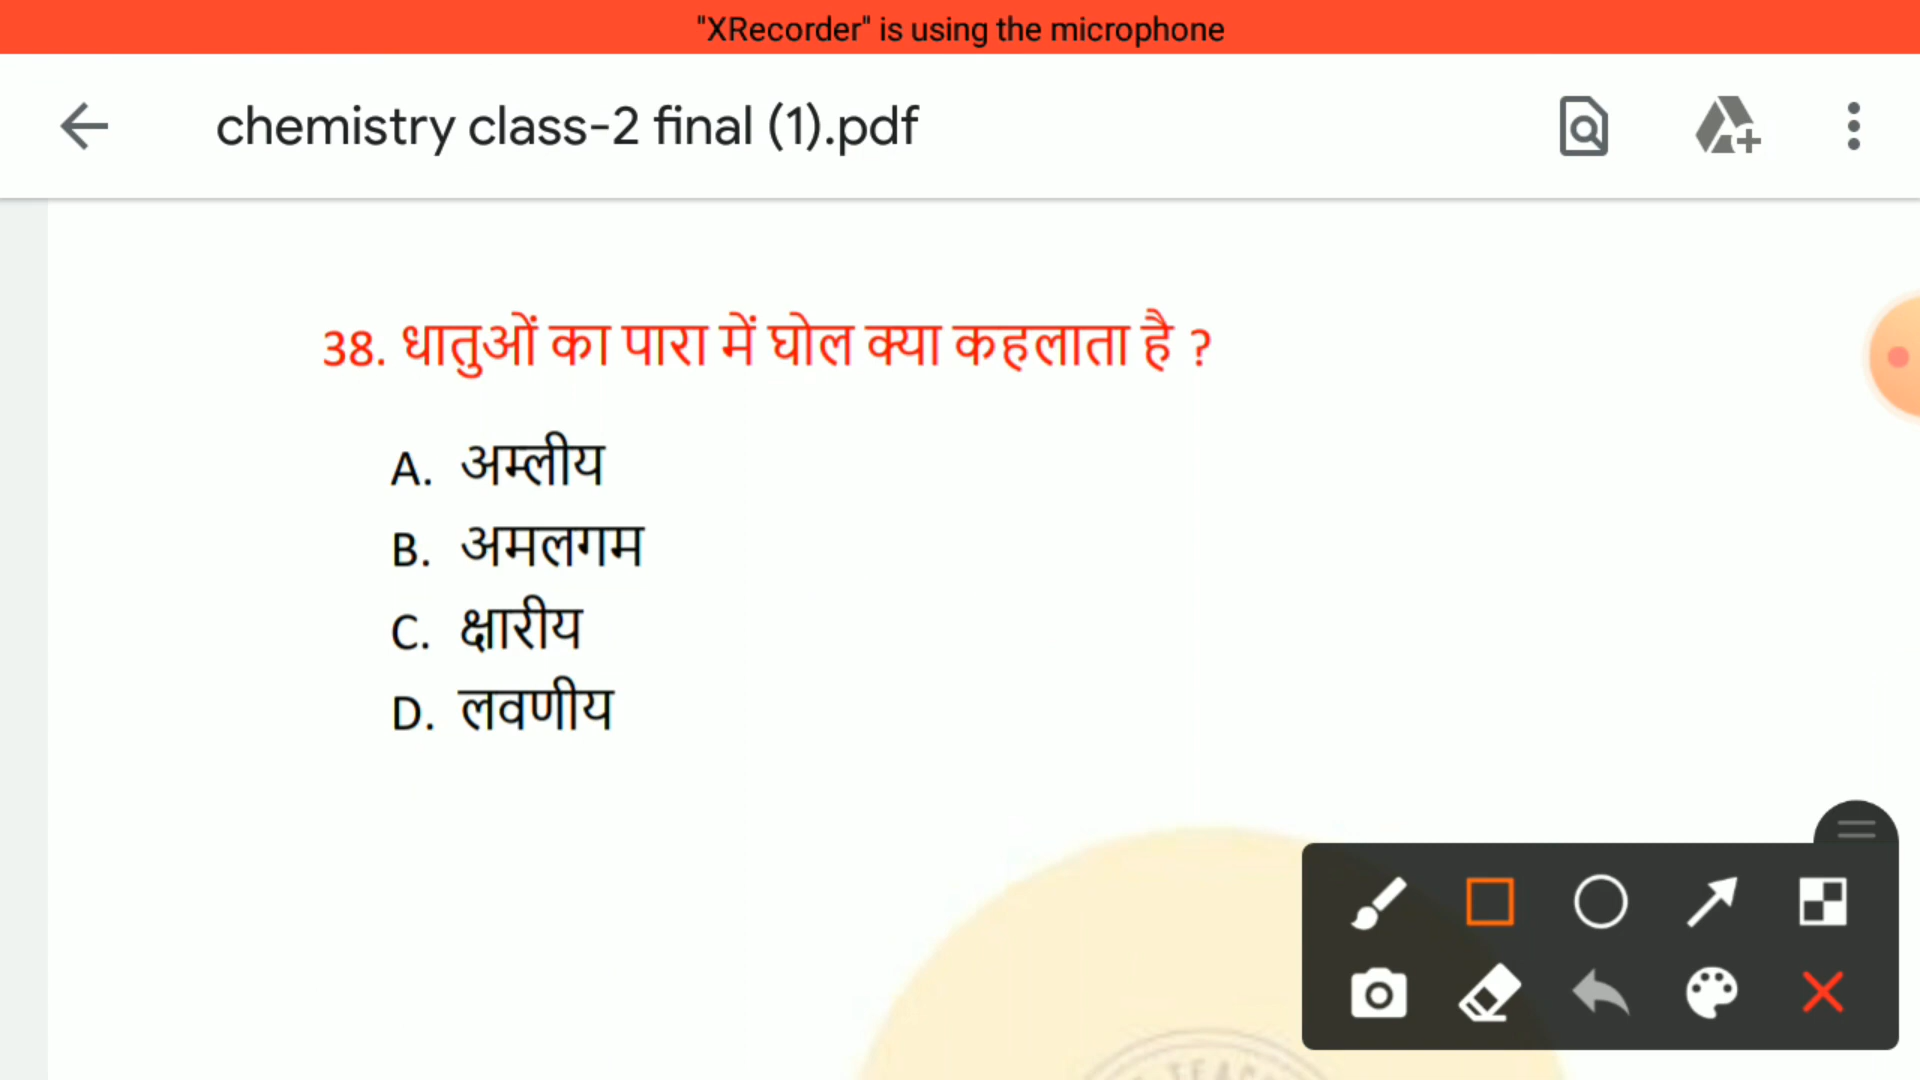 "XRecorder" is using the microphone
chemistry class-2 final (1).pdf
38. धातुओं का पारा में घोल क्या कहलाता है ?
A. अम्लीय
B. अमलगम
C. क्षारीय
D. लवणीय